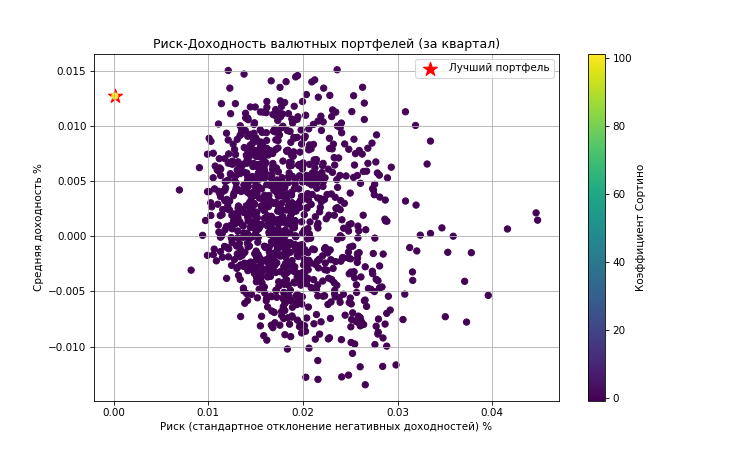 Риск-Доходность валютных портфелей (за квартал)
Лучший портфель
0.015
0.010
0.005
0.000
−0.005
−0.010
Средняя доходность %
0.00 0.01 0.02 0.03 0.04
Риск (стандартное отклонение негативных доходностей) %
100
80
60
40
20
0
Коэффициент Сортино